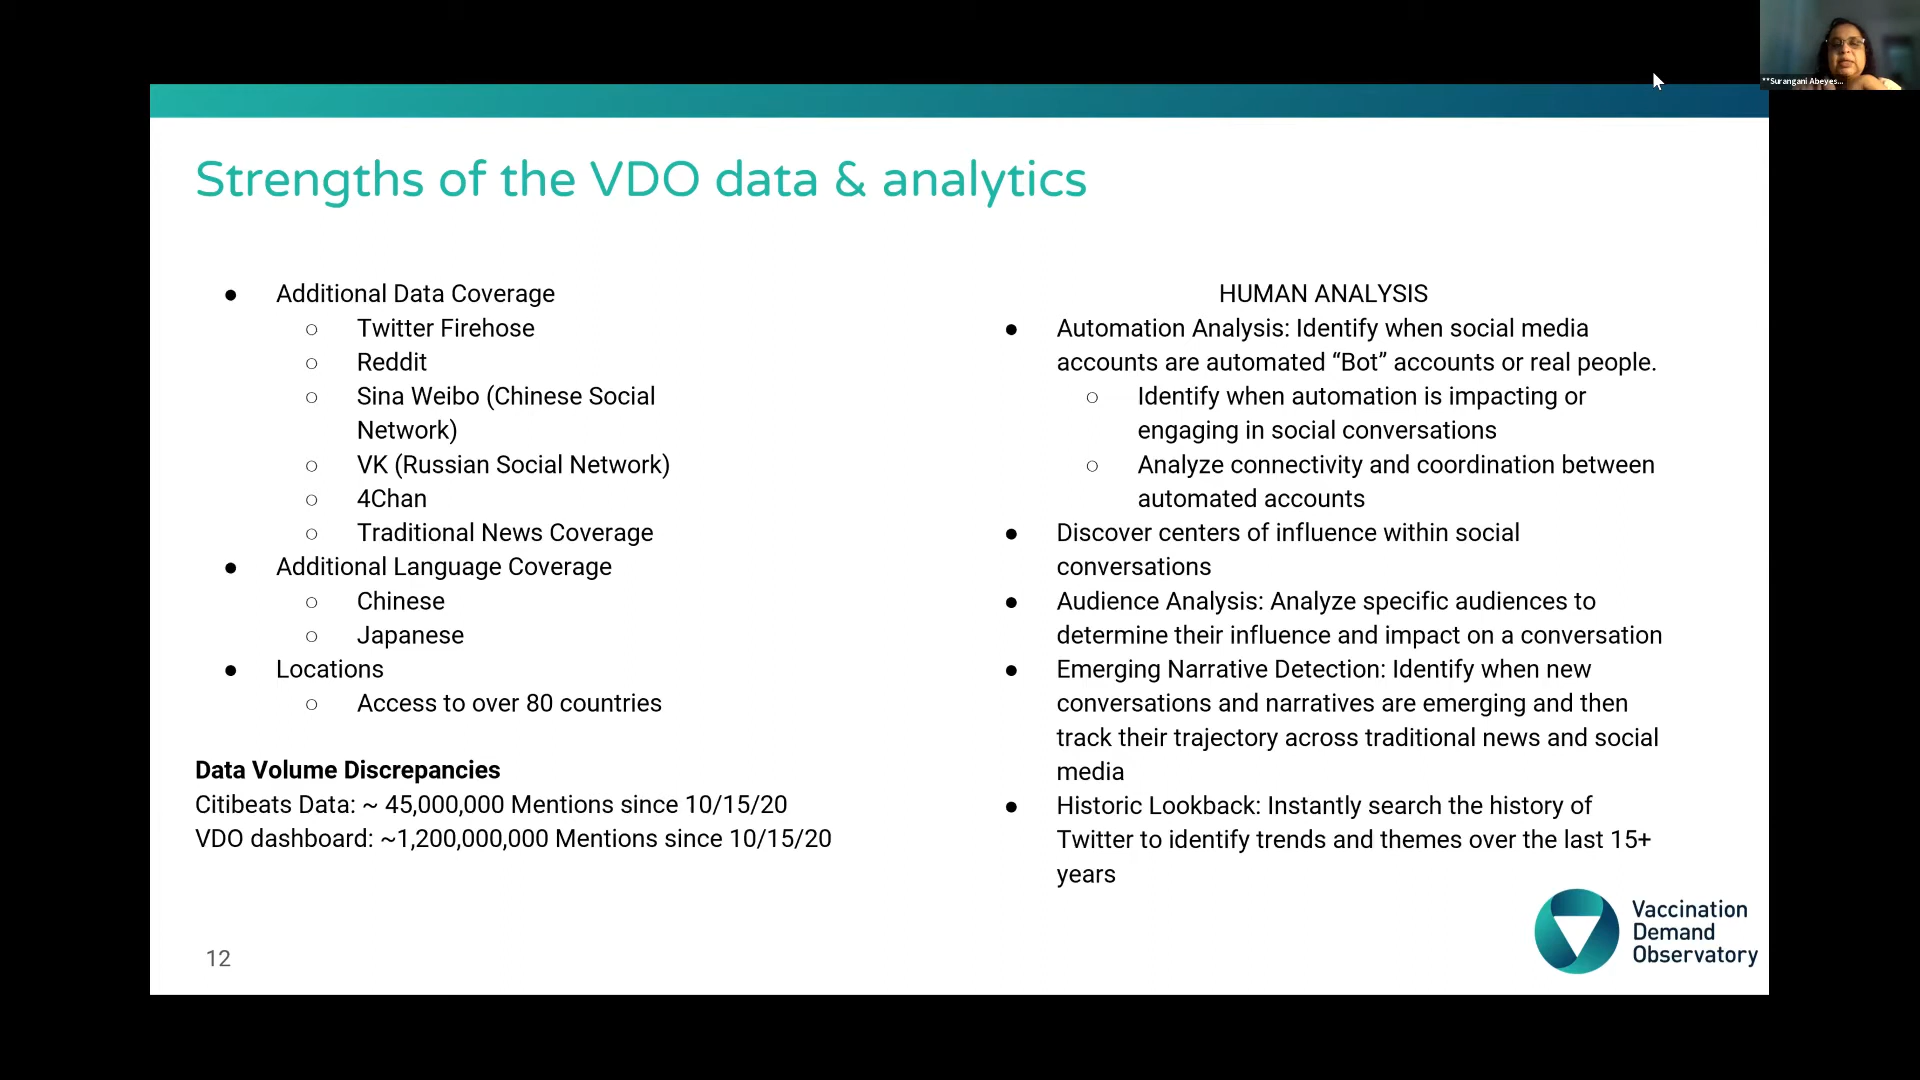 **Surangani Abeyes...
Strengths of the VDO data & analytics
● Additional Data Coverage
○ Twitter Firehose
○ Reddit
○ Sina Weibo (Chinese Social
Network)
○ VK (Russian Social Network)
○ 4Chan
○ Traditional News Coverage
● Additional Language Coverage
○ Chinese
○ Japanese
● Locations
○ Access to over 80 countries
Data Volume Discrepancies
Citibeats Data: ~ 45,000,000 Mentions since 10/15/20
VDO dashboard: ~1,200,000,000 Mentions since 10/15/20
HUMAN ANALYSIS
● Automation Analysis: Identify when social media
accounts are automated “Bot” accounts or real people.
○ Identify when automation is impacting or
engaging in social conversations
○ Analyze connectivity and coordination between
automated accounts
● Discover centers of influence within social
conversations
● Audience Analysis: Analyze specific audiences to
determine their influence and impact on a conversation
● Emerging Narrative Detection: Identify when new
conversations and narratives are emerging and then
track their trajectory across traditional news and social
media
● Historic Lookback: Instantly search the history of
Twitter to identify trends and themes over the last 15+
years
12
Vaccination
Demand
Observatory